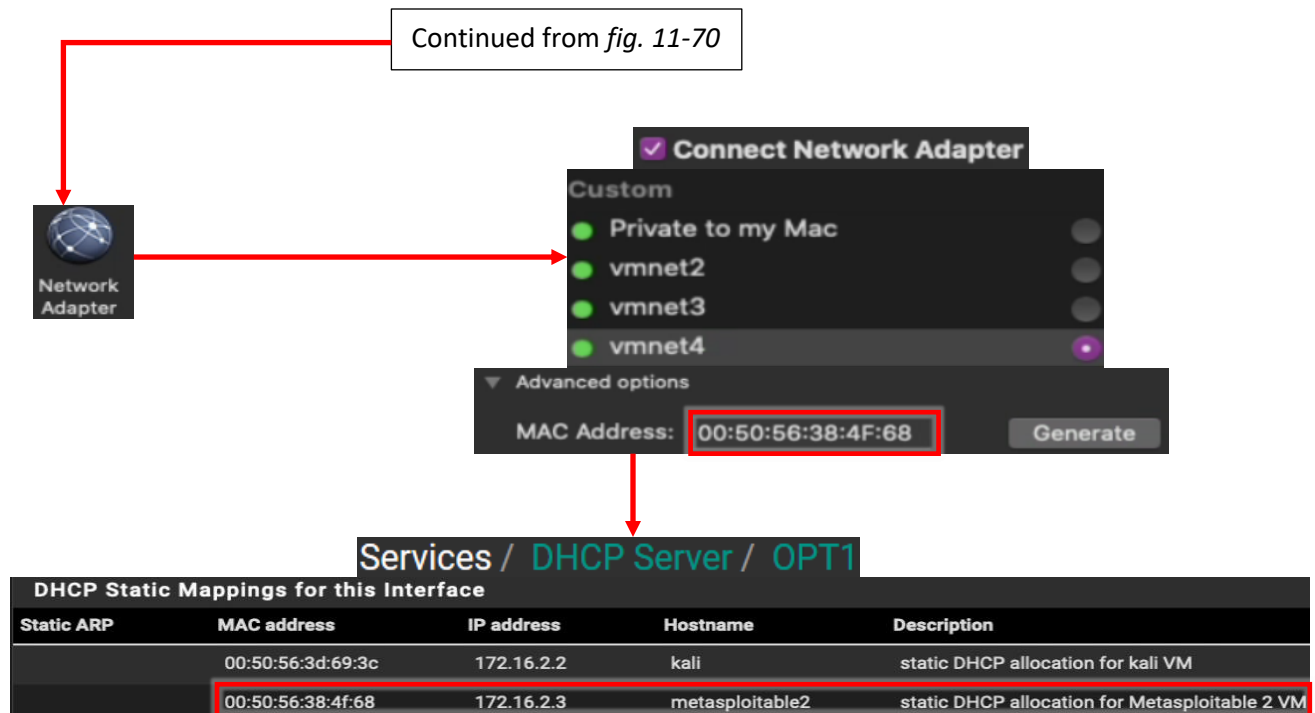 Continued from fig. 11-70
Connect Network Adapter
Custom
Private to my Mac
vmnet2
vmnet3
vmnet4
Network
Adapter
Advanced options
MAC Address: 00:50:56:38:4F:68 Generate
Services / DHCP Server / OPT1
DHCP Static Mappings for this Interface
Static ARP MAC address IP address Hostname Description
00:50:56:3d:69:3c 172.16.2.2 kali static DHCP allocation for kali VM
00:50:56:38:4f:68 172.16.2.3 metasploitable2 static DHCP allocation for Metasploitable 2 VM